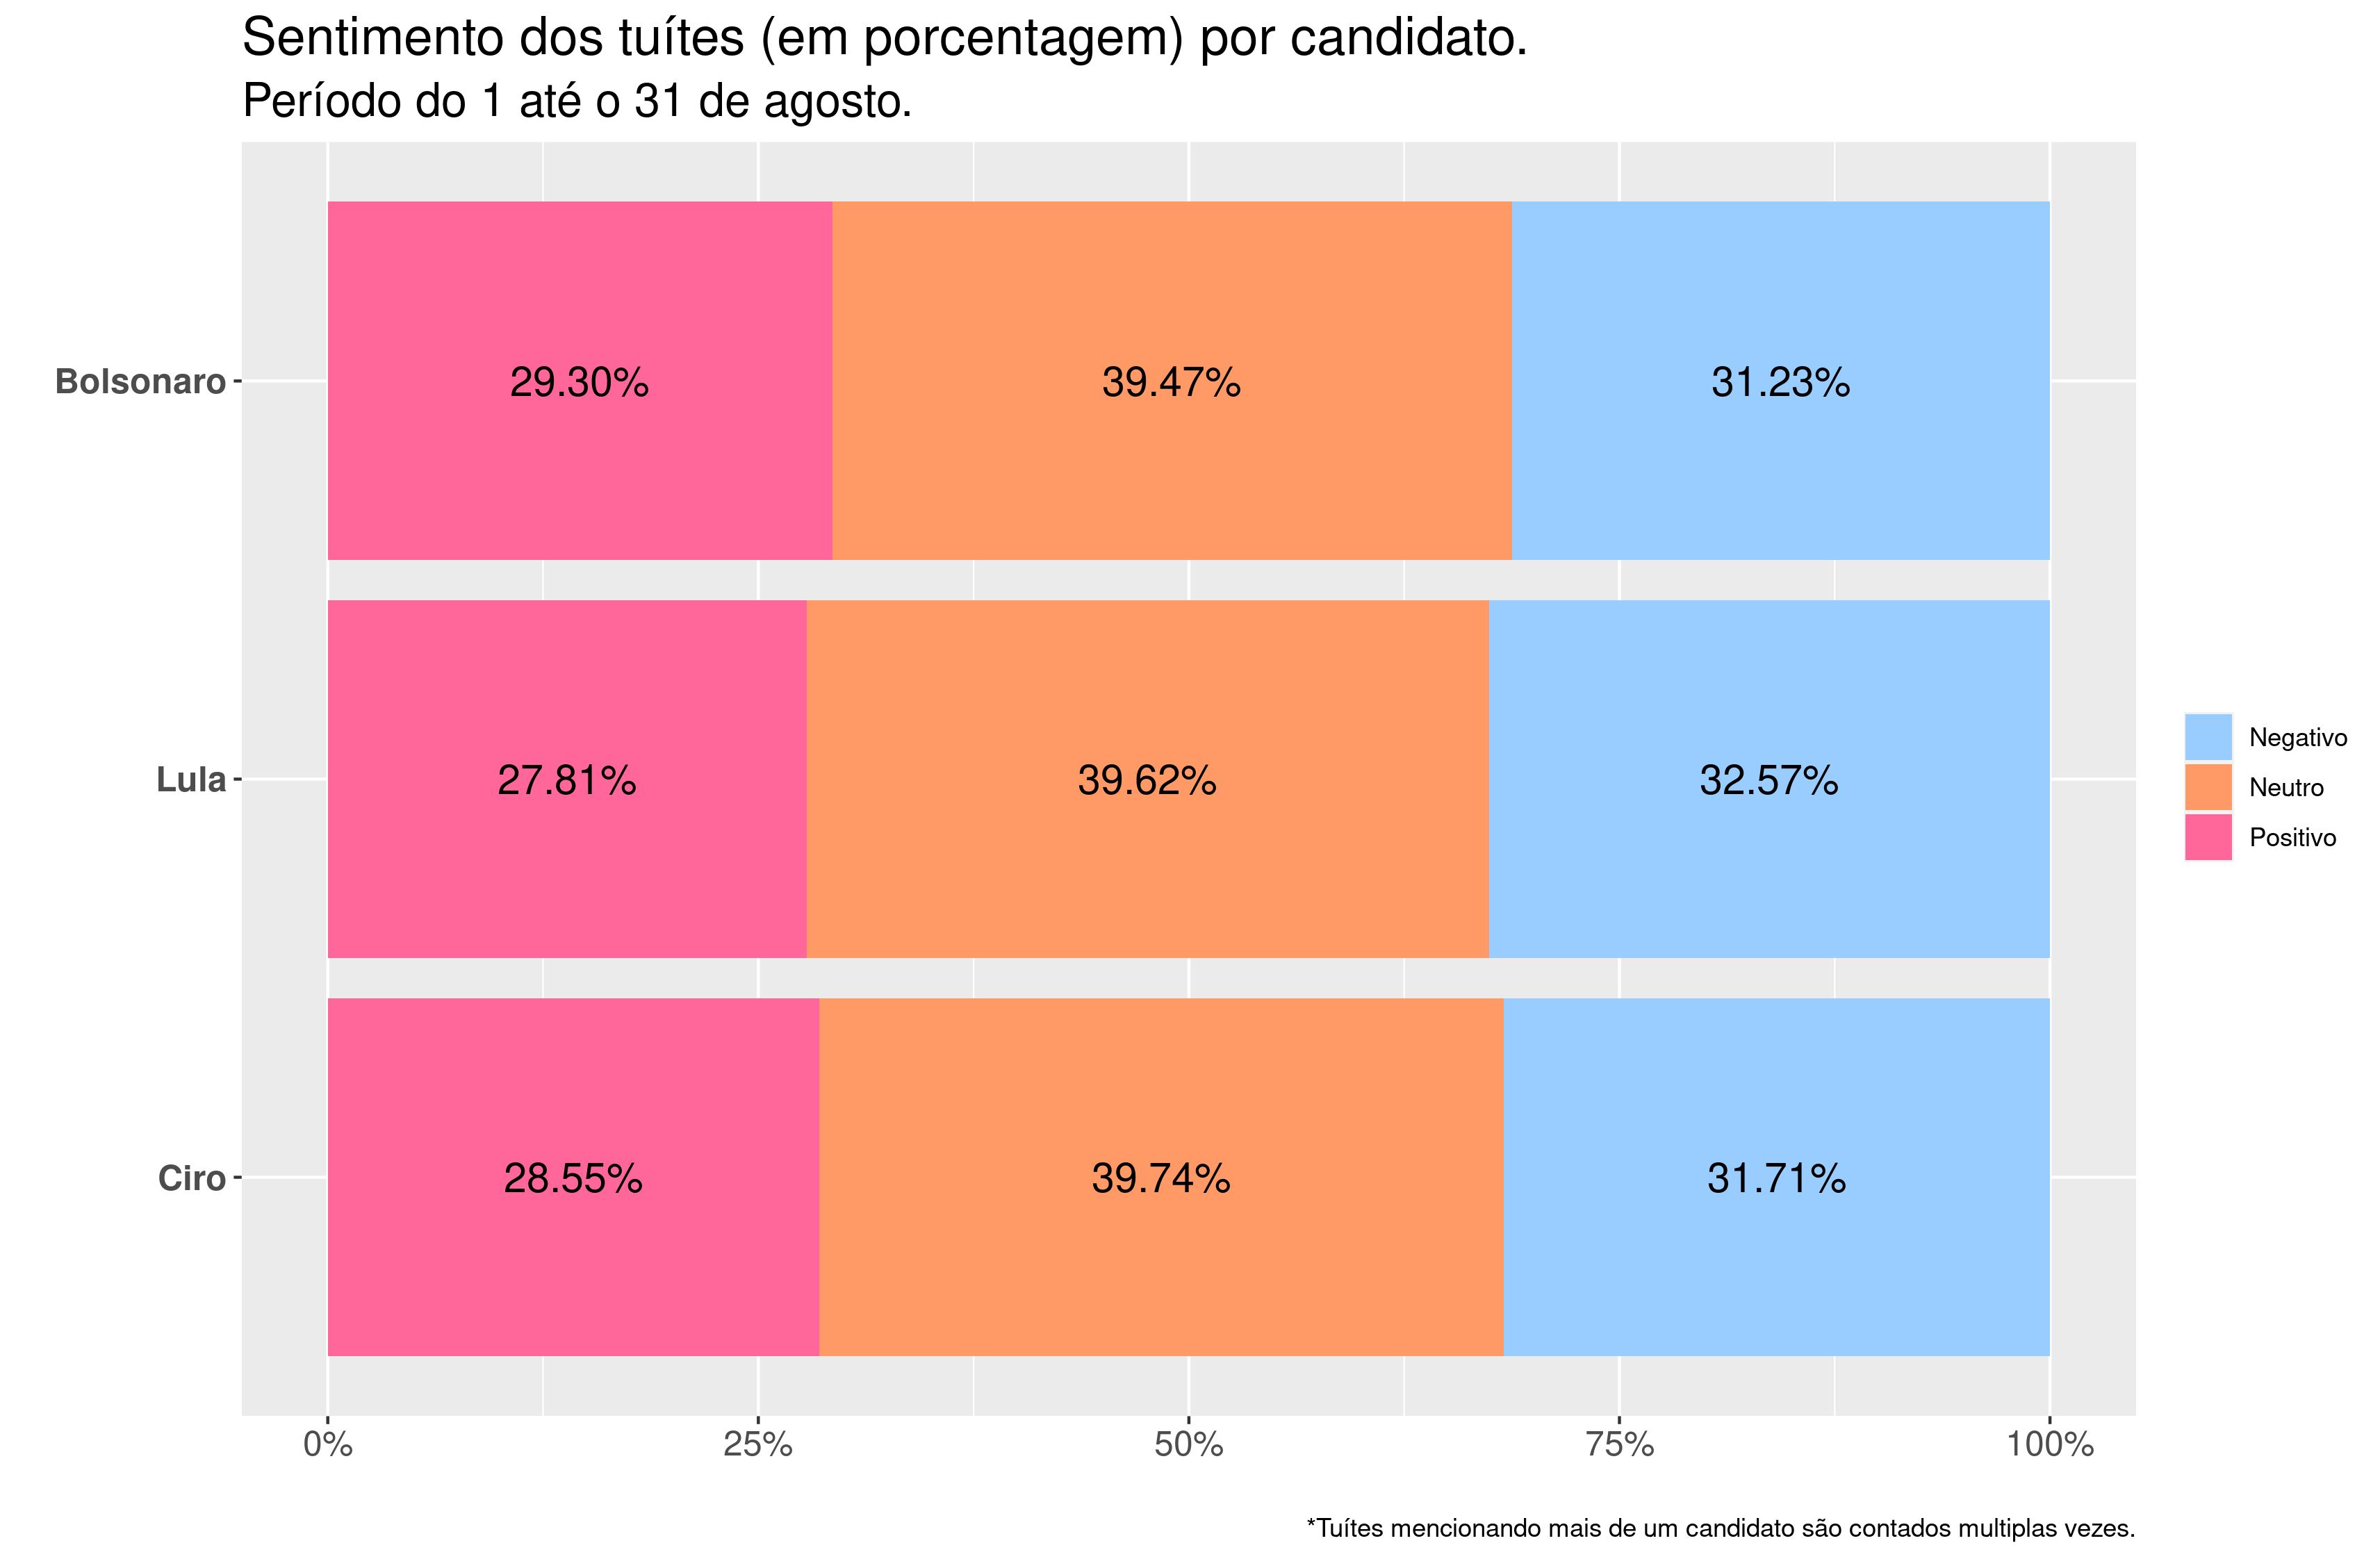 Sentimento dos tuítes (em porcentagem) por candidato.
Período do 1 até o 31 de agosto.
Bolsonaro
29.30%
39.47%
31.23%
Lula
27.81%
39.62%
32.57%
Ciro
28.55%
39.74%
31.71%
0%
25%
50%
75%
100%
Negativo
Neutro
Positivo
*Tuítes mencionando mais de um candidato são contados multiplas vezes.